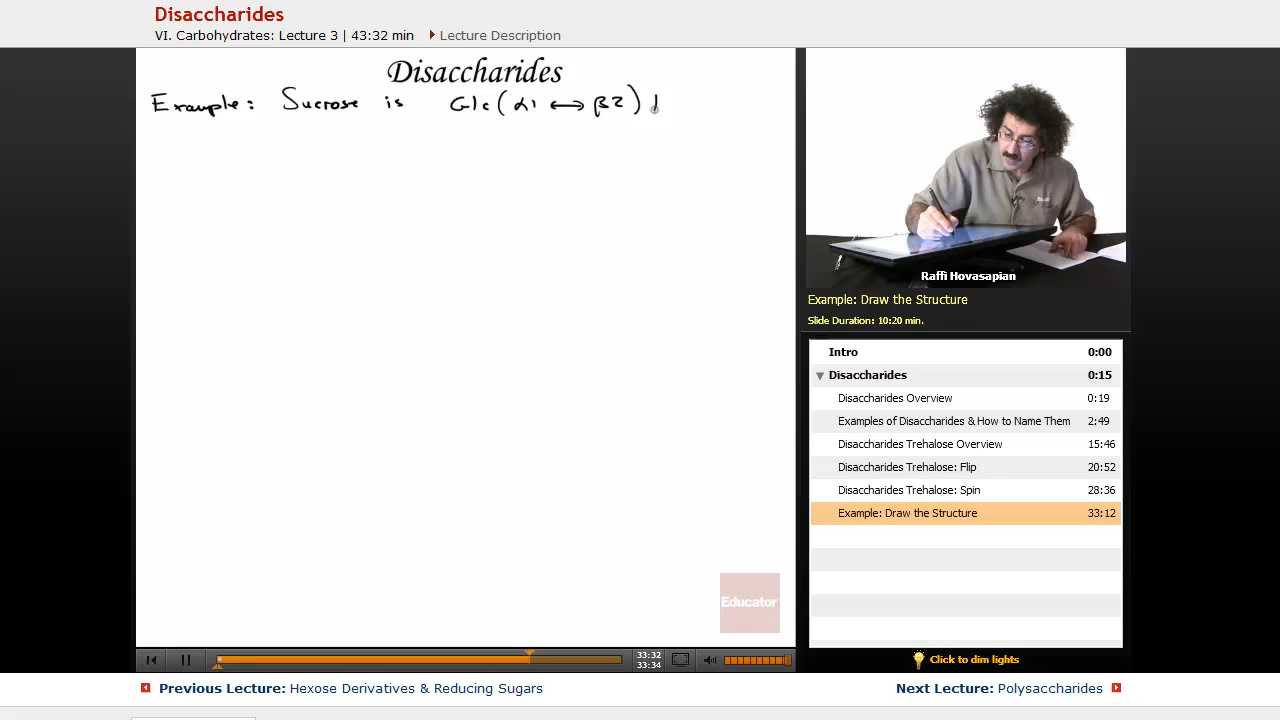 Disaccharides
VI. Carbohydrates: Lecture 3 | 43:32 min Lecture Description
Disaccharides
Example: Sucrose is Glc(α1 ↔ β2)
Raffi Hovasapian
Example: Draw the Structure
Slide Duration: 10:20 min.
Intro 0:00
Disaccharides 0:15
Disaccharides Overview 0:19
Examples of Disaccharides & How to Name Them 2:49
Disaccharides Trehalose Overview 15:46
Disaccharides Trehalose: Flip 20:52
Disaccharides Trehalose: Spin 28:36
Example: Draw the Structure 33:12
Educator
33:32
33:34
Click to dim lights
Previous Lecture: Hexose Derivatives & Reducing Sugars
Next Lecture: Polysaccharides